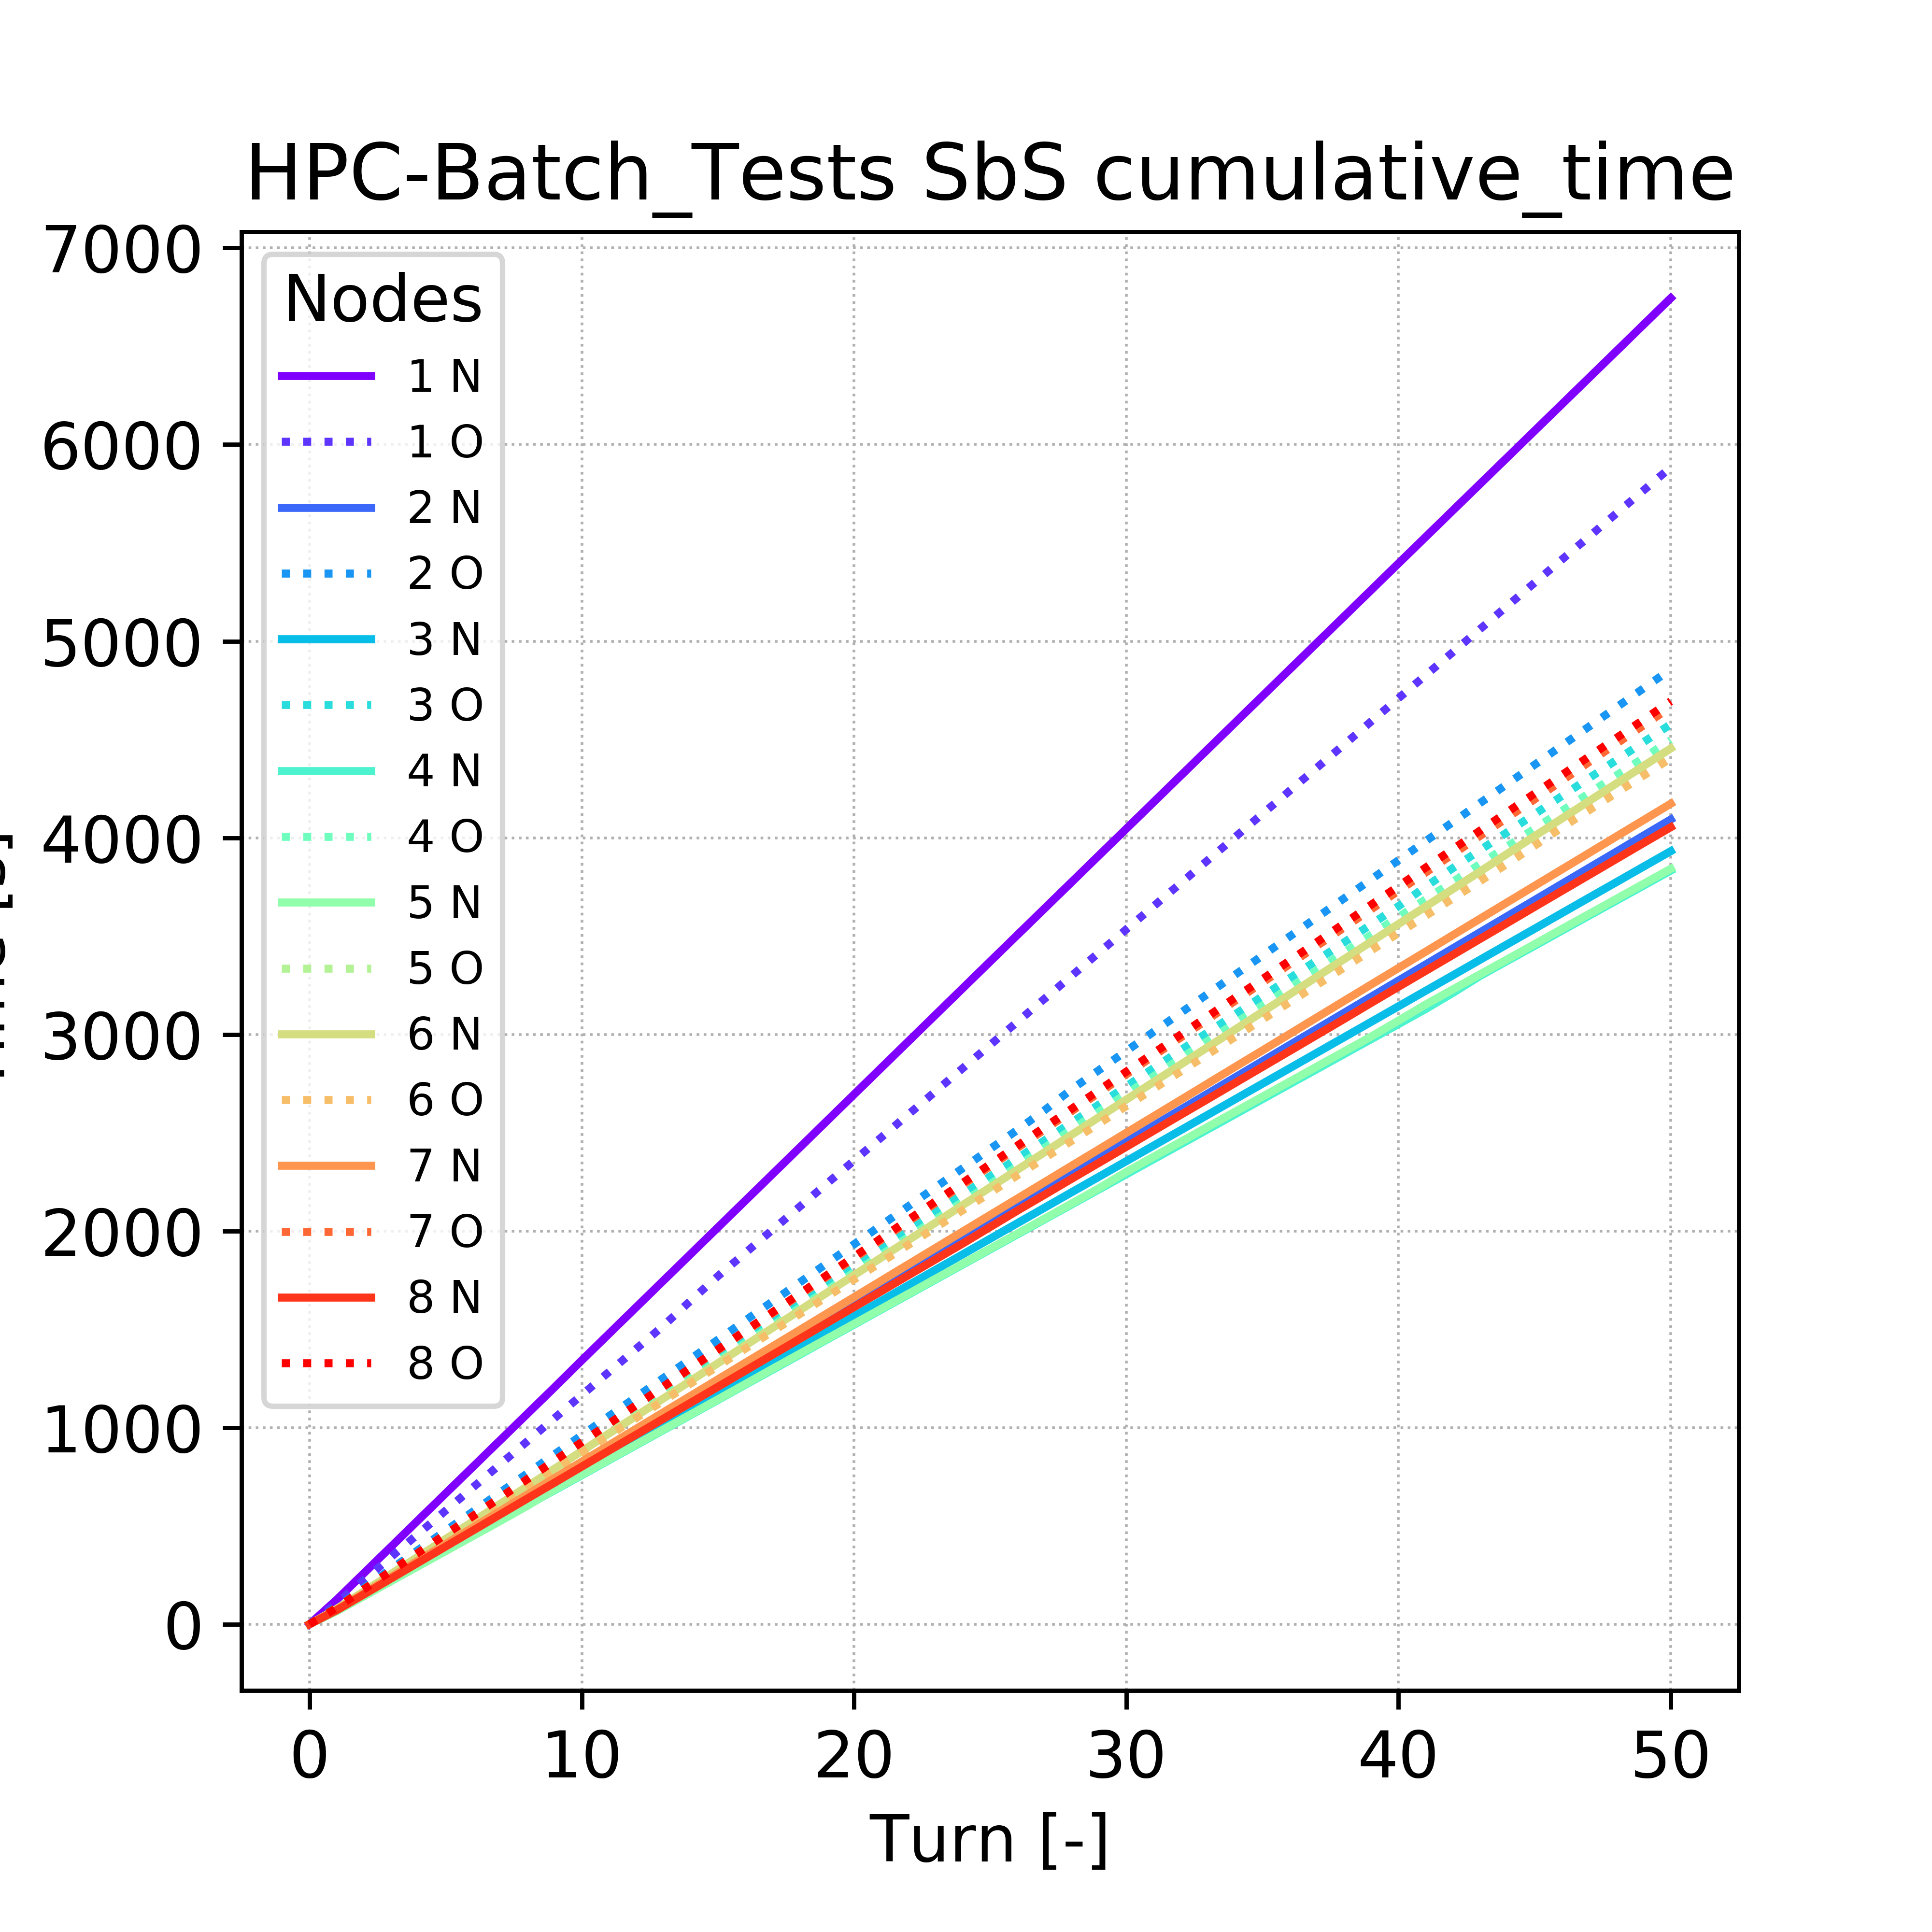 HPC-Batch_Tests SbS cumulative_time
7000
6000
5000
4000
3000
2000
1000
0
Nodes
1 N
1 O
2 N
2 O
3 N
3 O
4 N
4 O
5 N
5 O
6 N
6 O
7 N
7 O
8 N
8 O
0 10 20 30 40 50
Turn [-]